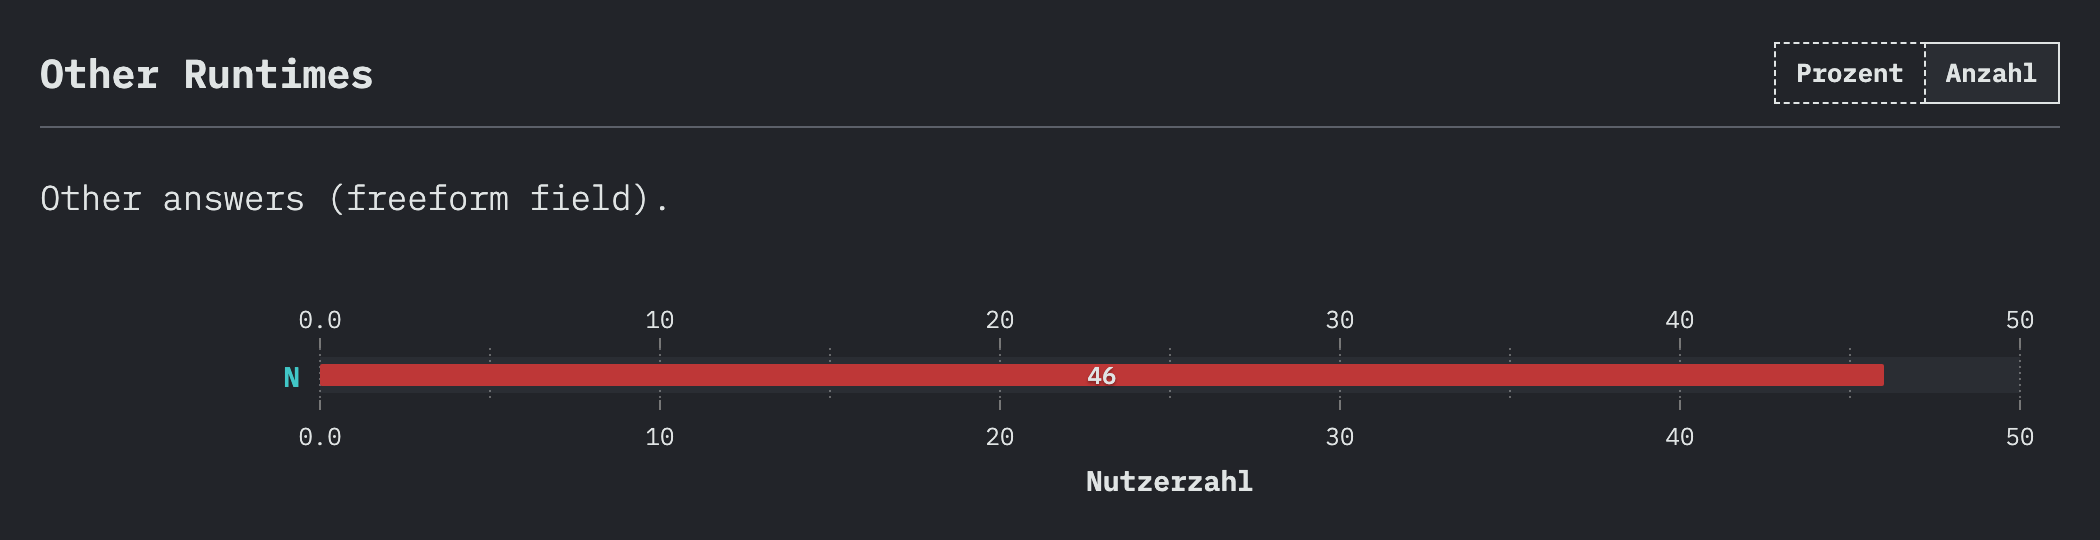 Other Runtimes
Prozent Anzahl
Other answers (freeform field).
0.0 10 20 30 40 50
N 46
0.0 10 20 30 40 50
Nutzerzahl